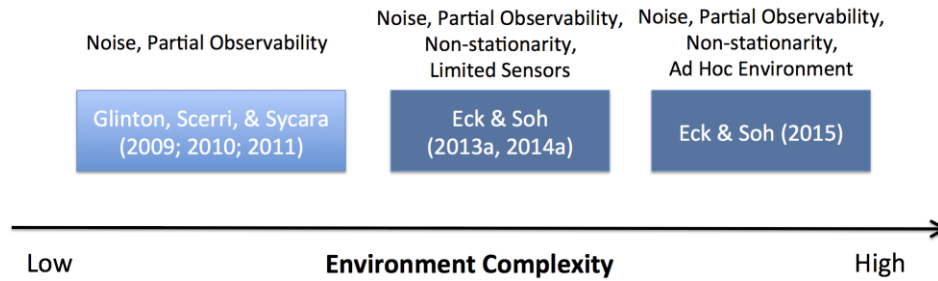 Noise, Partial Observability
Glinton, Scerri, & Sycara
(2009; 2010; 2011)
Noise, Partial Observability,
Non-stationarity,
Limited Sensors
Eck & Soh
(2013a, 2014a)
Noise, Partial Observability,
Non-stationarity,
Ad Hoc Environment
Eck & Soh (2015)
Low
Environment Complexity
High